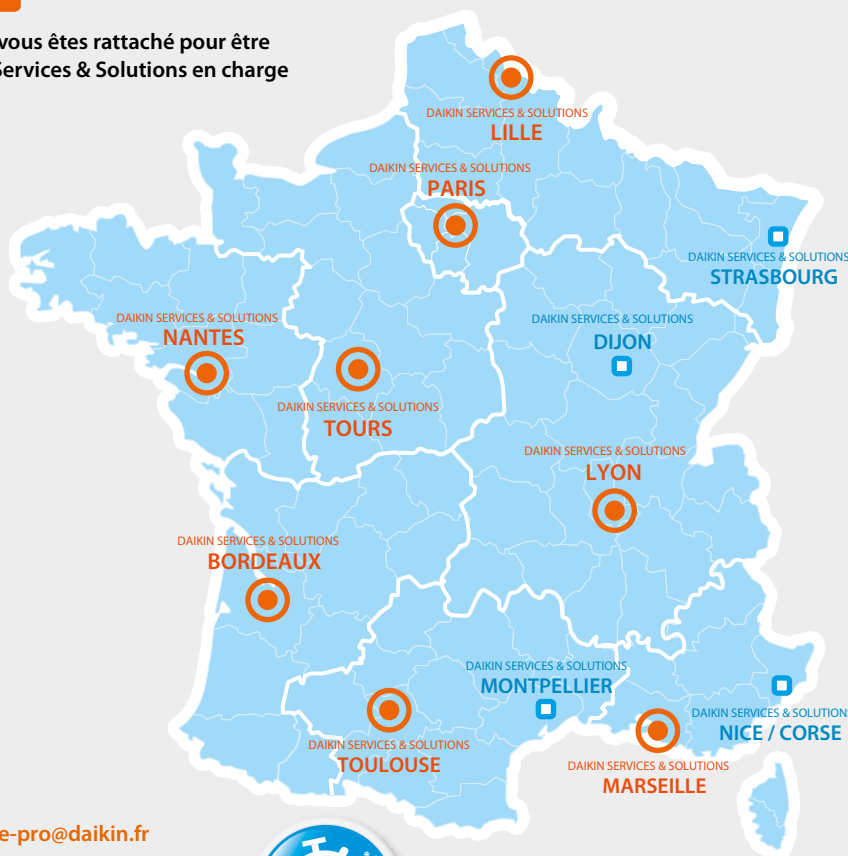 vous êtes rattaché pour être
Services & Solutions en charge
DAIKIN SERVICES & SOLUTIONS
LILLE
DAIKIN SERVICES & SOLUTIONS
PARIS
DAIKIN SERVICES & SOLUTIONS
STRASBOURG
DAIKIN SERVICES & SOLUTIONS
NANTES
DAIKIN SERVICES & SOLUTIONS
DIJON
DAIKIN SERVICES & SOLUTIONS
TOURS
DAIKIN SERVICES & SOLUTIONS
LYON
DAIKIN SERVICES & SOLUTIONS
BORDEAUX
DAIKIN SERVICES & SOLUTIONS
MONTPELLIER
DAIKIN SERVICES & SOLUTIONS
NICE / CORSE
DAIKIN SERVICES & SOLUTIONS
TOULOUSE
DAIKIN SERVICES & SOLUTIONS
MARSEILLE
e-pro@daikin.fr